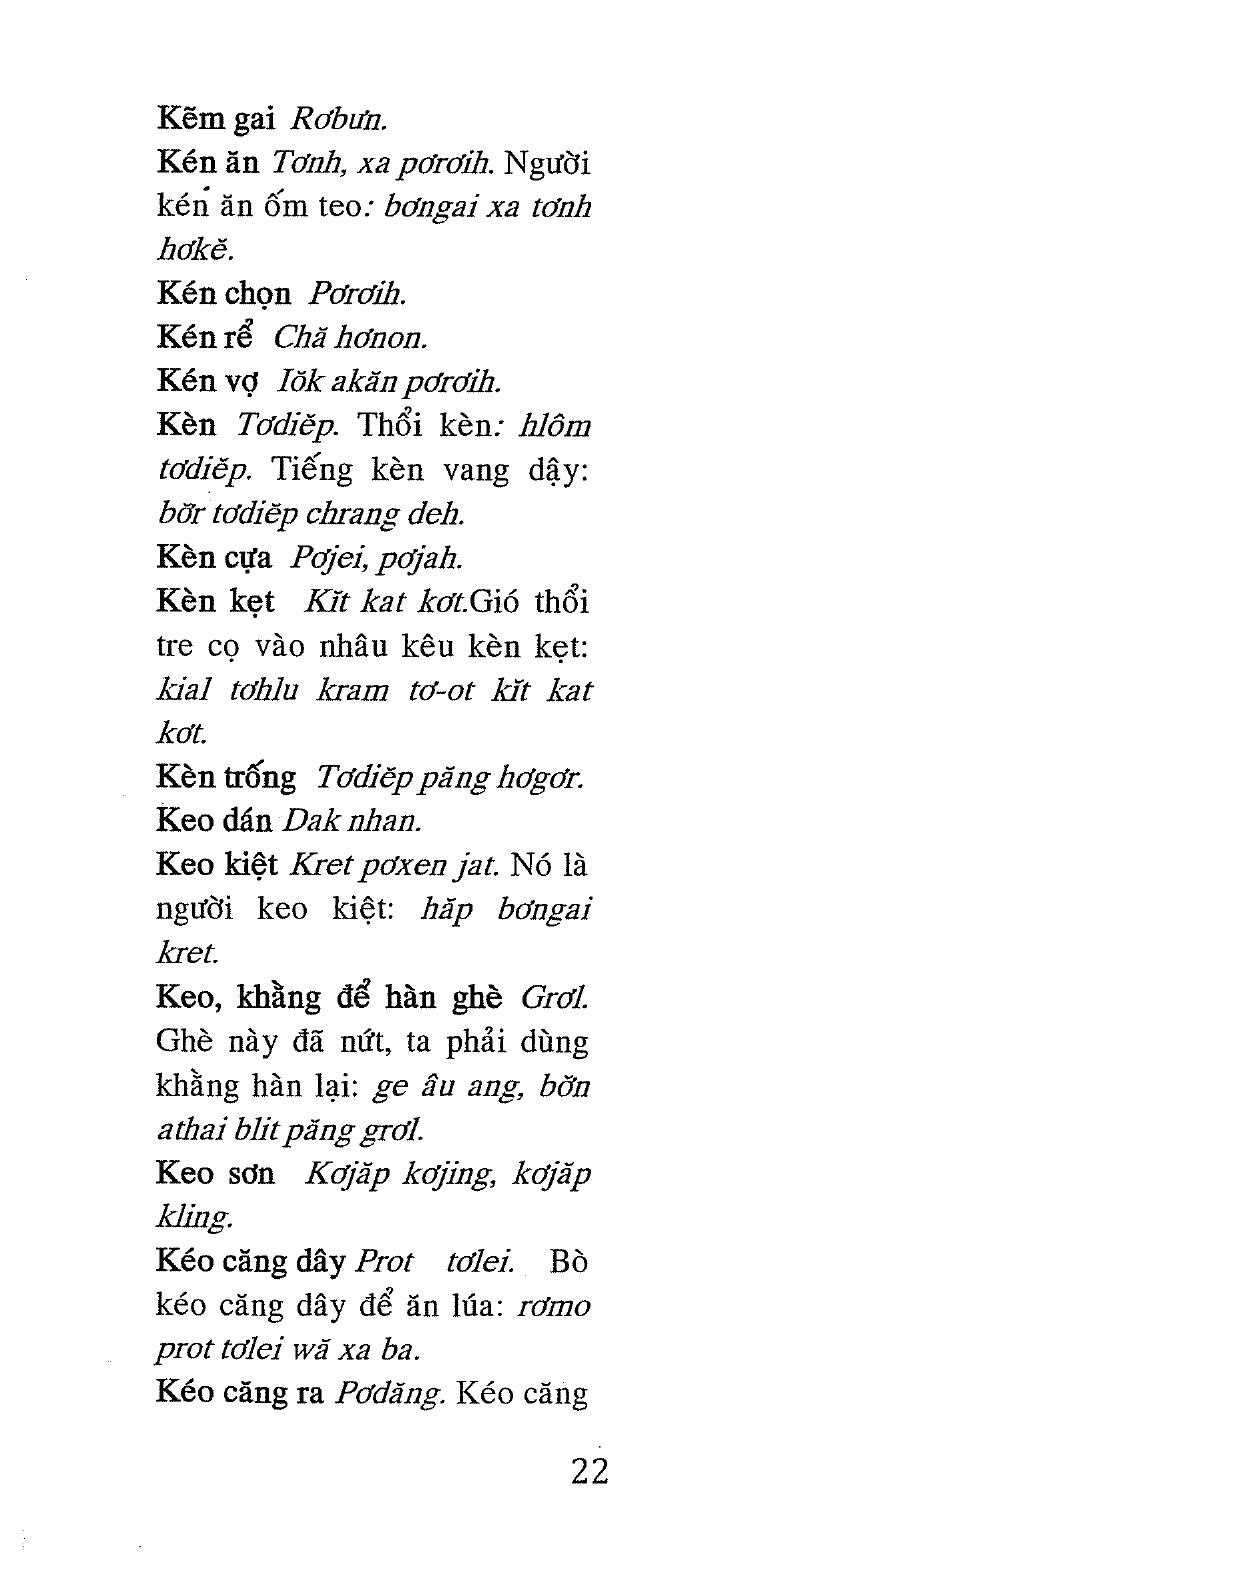 Kẽm gai Rơbưn.
Kén ăn Tơnh, xa pơrơih. Người
kén ăn ốm teo: bơngai xa tơnh
hơkĕ.
Kén chọn Pơrơih.
Kén rể Chă hơnon.
Kén vợ Iŏk akăn pơrơih.
Kèn Tơdiĕp. Thổi kèn: hlôm
tơdiĕp. Tiếng kèn vang dậy:
bơ̆r tơdiĕp chrang deh.
Kèn cựa Pơjei, pơjah.
Kèn kẹt Kĭt kat kơt.Gió thổi
tre cọ vào nhâu kêu kèn kẹt:
kial tơhlu kram tơ-ot kĭt kat
kơt.
Kèn trống Tơdiĕp păng hơgơr.
Keo dán Dak nhan.
Keo kiệt Kret pơxen jat. Nó là
người keo kiệt: hăp bơngai
kret.
Keo, khằng để hàn ghè Grơl.
Ghè này đã nứt, ta phải dùng
khằng hàn lại: ge âu ang, bơ̆n
athai blit păng grơl.
Keo sơn Kơjăp kơjing, kơjăp
kling.
Kéo căng dây Prot tơlei. Bò
kéo căng dây để ăn lúa: rơmo
prot tơlei wă xa ba.
Kéo căng ra Pơdăng. Kéo căng
22